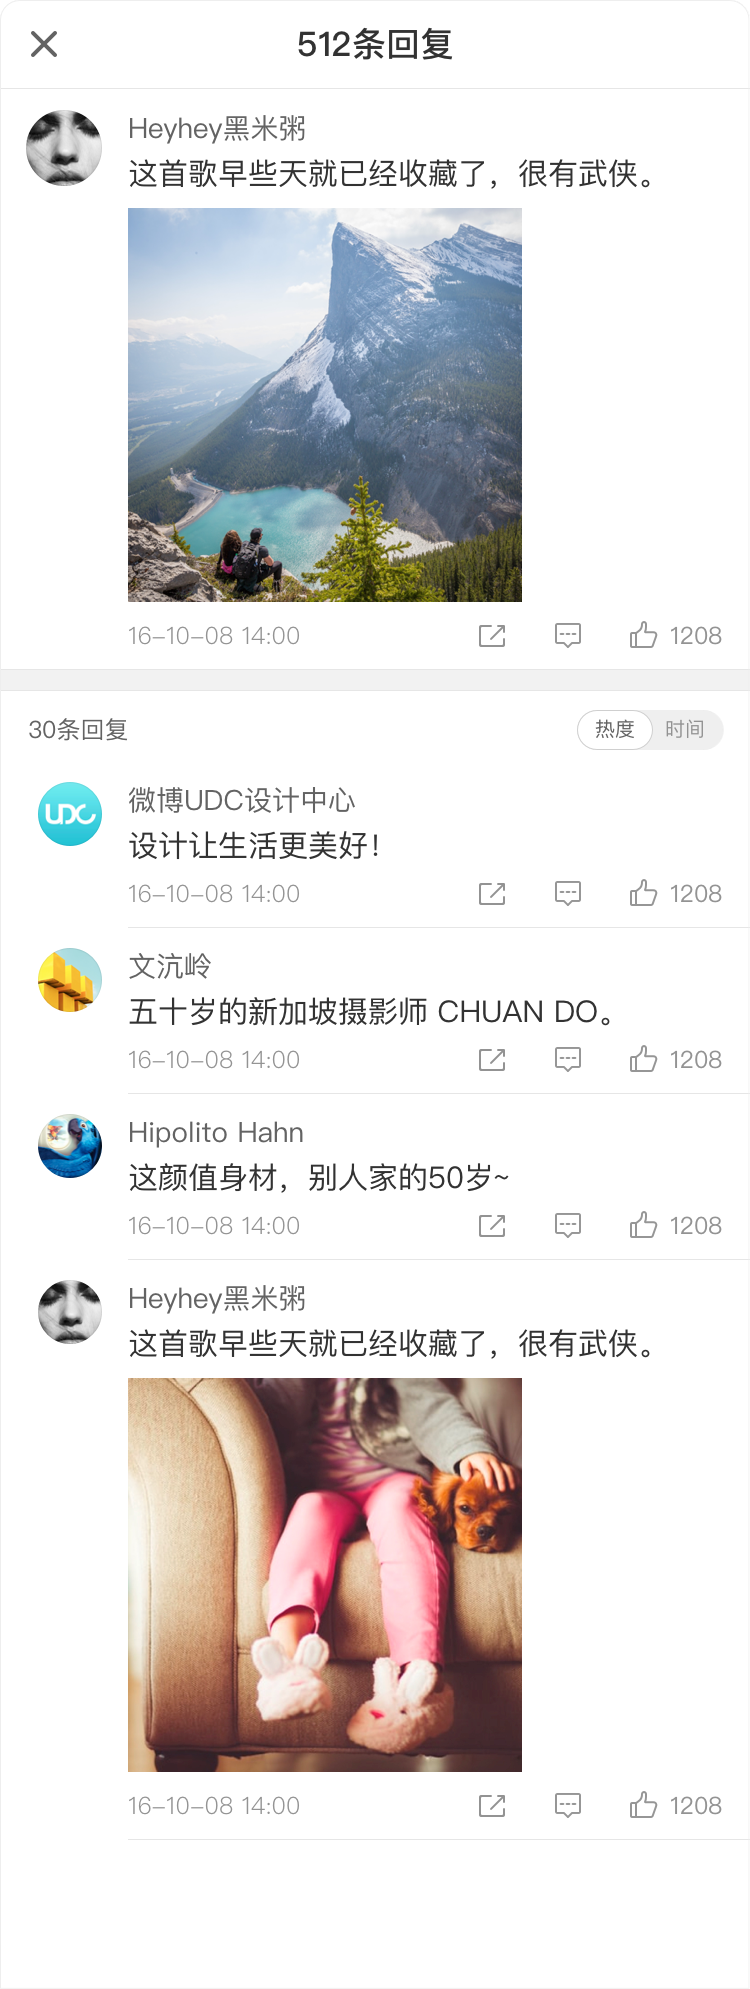 512条回复
Heyhey黑米粥
这首歌早些天就已经收藏了，很有武侠。
16-10-08 14:00 1208
30条回复 热度 时间
UDC
微博UDC设计中心
设计让生活更美好！
16-10-08 14:00 1208
文沆岭
五十岁的新加坡摄影师 CHUAN DO。
16-10-08 14:00 1208
Hipolito Hahn
这颜值身材，别人家的50岁~
16-10-08 14:00 1208
Heyhey黑米粥
这首歌早些天就已经收藏了，很有武侠。
16-10-08 14:00 1208